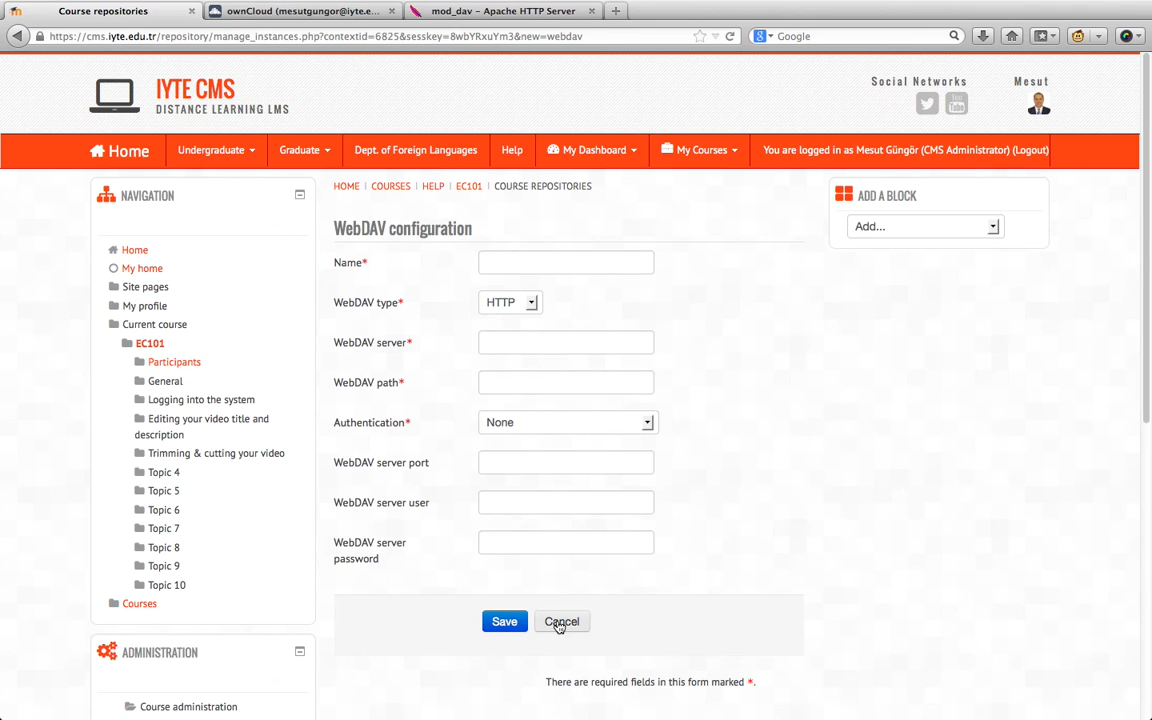 Course repositories
ownCloud (mesutgungor@iyte.e...
mod_dav - Apache HTTP Server
https://cms.iyte.edu.tr/repository/manage_instances.php?contextid=6825&sesskey=8wbYRxuYm3&new=webdav
Google
IYTE CMS
DISTANCE LEARNING LMS
Social Networks
Mesut
Home
Undergraduate
Graduate
Dept. of Foreign Languages
Help
My Dashboard
My Courses
You are logged in as Mesut Güngör (CMS Administrator) (Logout)
NAVIGATION
Home
My home
Site pages
My profile
Current course
EC101
Participants
General
Logging into the system
Editing your video title and
description
Trimming & cutting your video
Topic 4
Topic 5
Topic 6
Topic 7
Topic 8
Topic 9
Topic 10
Courses
ADMINISTRATION
Course administration
HOME | COURSES | HELP | EC101 | COURSE REPOSITORIES
WebDAV configuration
Name*
WebDAV type*
HTTP
WebDAV server*
WebDAV path*
Authentication*
None
WebDAV server port
WebDAV server user
WebDAV server
password
Save
Cancel
There are required fields in this form marked *.
ADD A BLOCK
Add...